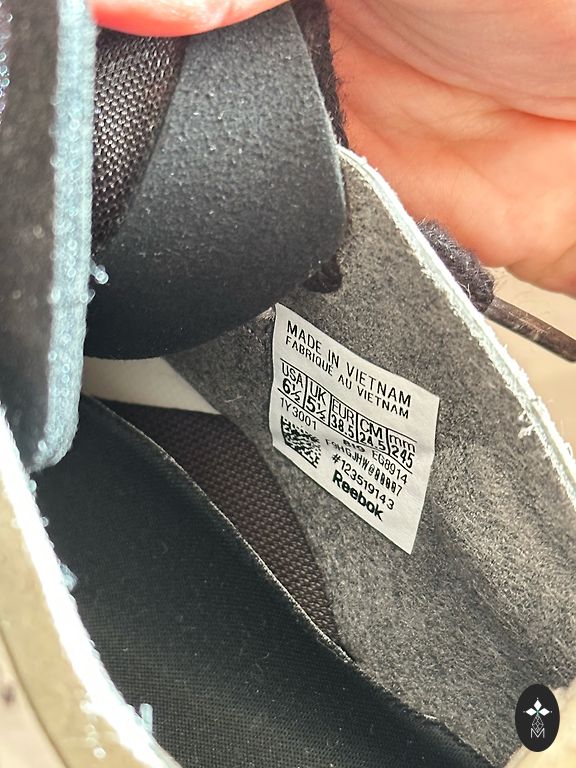 MADE IN VIETNAM
FABRIQUÉ AU VIETNAM
USA UK EUR CM mm
6½ 5½ 38.5 24.5 245
1Y3001 EG8914
#123519143
Reebok
M